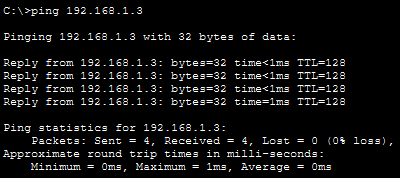 C:\>ping 192.168.1.3
Pinging 192.168.1.3 with 32 bytes of data:
Reply from 192.168.1.3: bytes=32 time<1ms TTL=128
Reply from 192.168.1.3: bytes=32 time<1ms TTL=128
Reply from 192.168.1.3: bytes=32 time<1ms TTL=128
Reply from 192.168.1.3: bytes=32 time=1ms TTL=128
Ping statistics for 192.168.1.3:
    Packets: Sent = 4, Received = 4, Lost = 0 (0% loss),
Approximate round trip times in milli-seconds:
    Minimum = 0ms, Maximum = 1ms, Average = 0ms